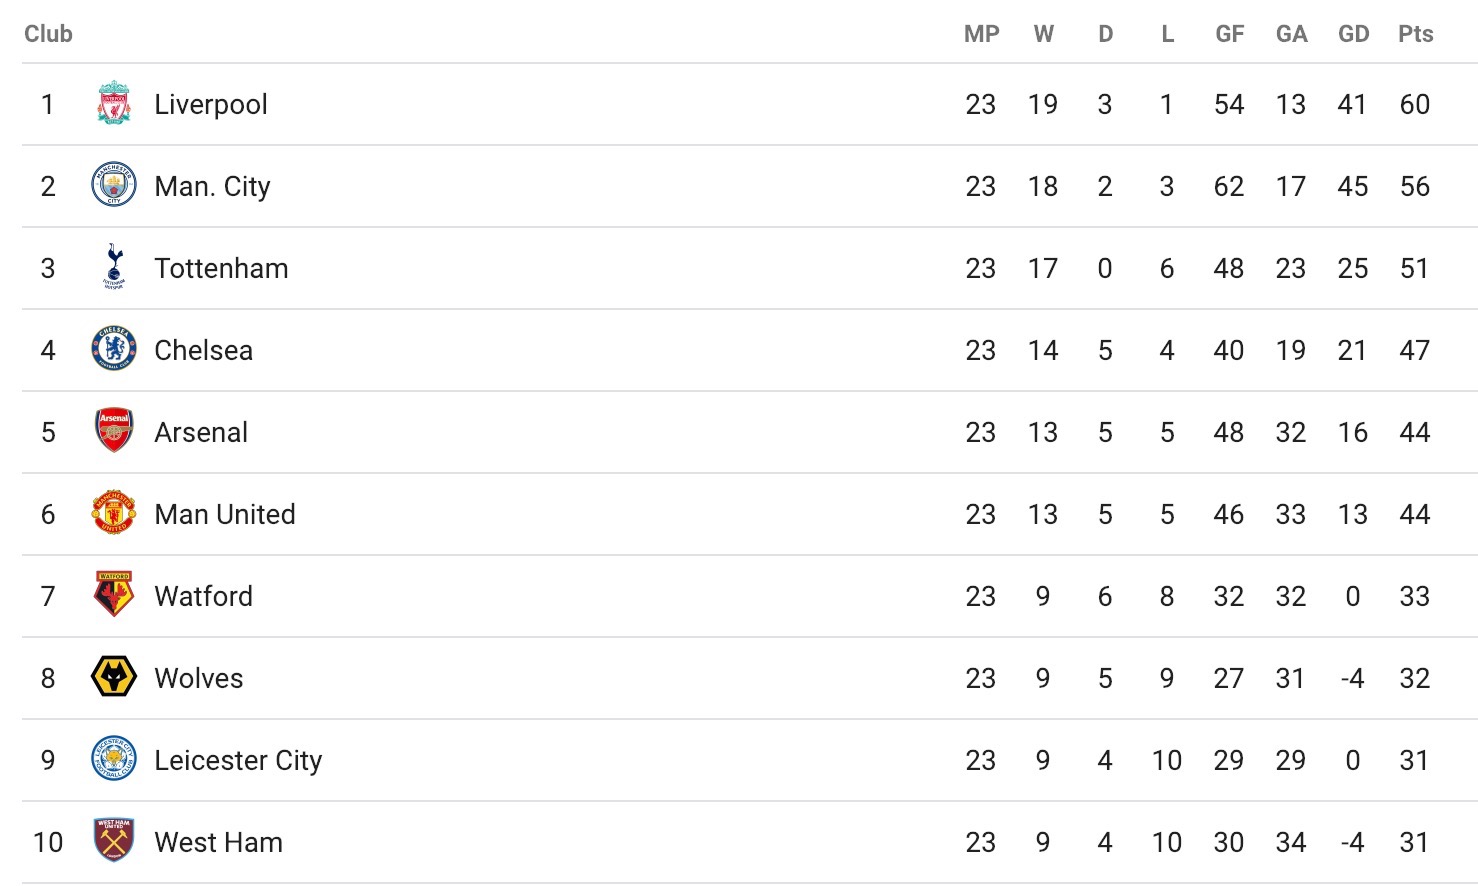 Club MP W D L GF GA GD Pts
1 Liverpool 23 19 3 1 54 13 41 60
2 Man. City 23 18 2 3 62 17 45 56
3 Tottenham 23 17 0 6 48 23 25 51
4 Chelsea 23 14 5 4 40 19 21 47
5 Arsenal Arsenal 23 13 5 5 48 32 16 44
6 Man United 23 13 5 5 46 33 13 44
7 WATFORD Watford 23 9 6 8 32 32 0 33
8 Wolves 23 9 5 9 27 31 -4 32
9 Leicester City 23 9 4 10 29 29 0 31
10 WEST HAM UNITED West Ham 23 9 4 10 30 34 -4 31